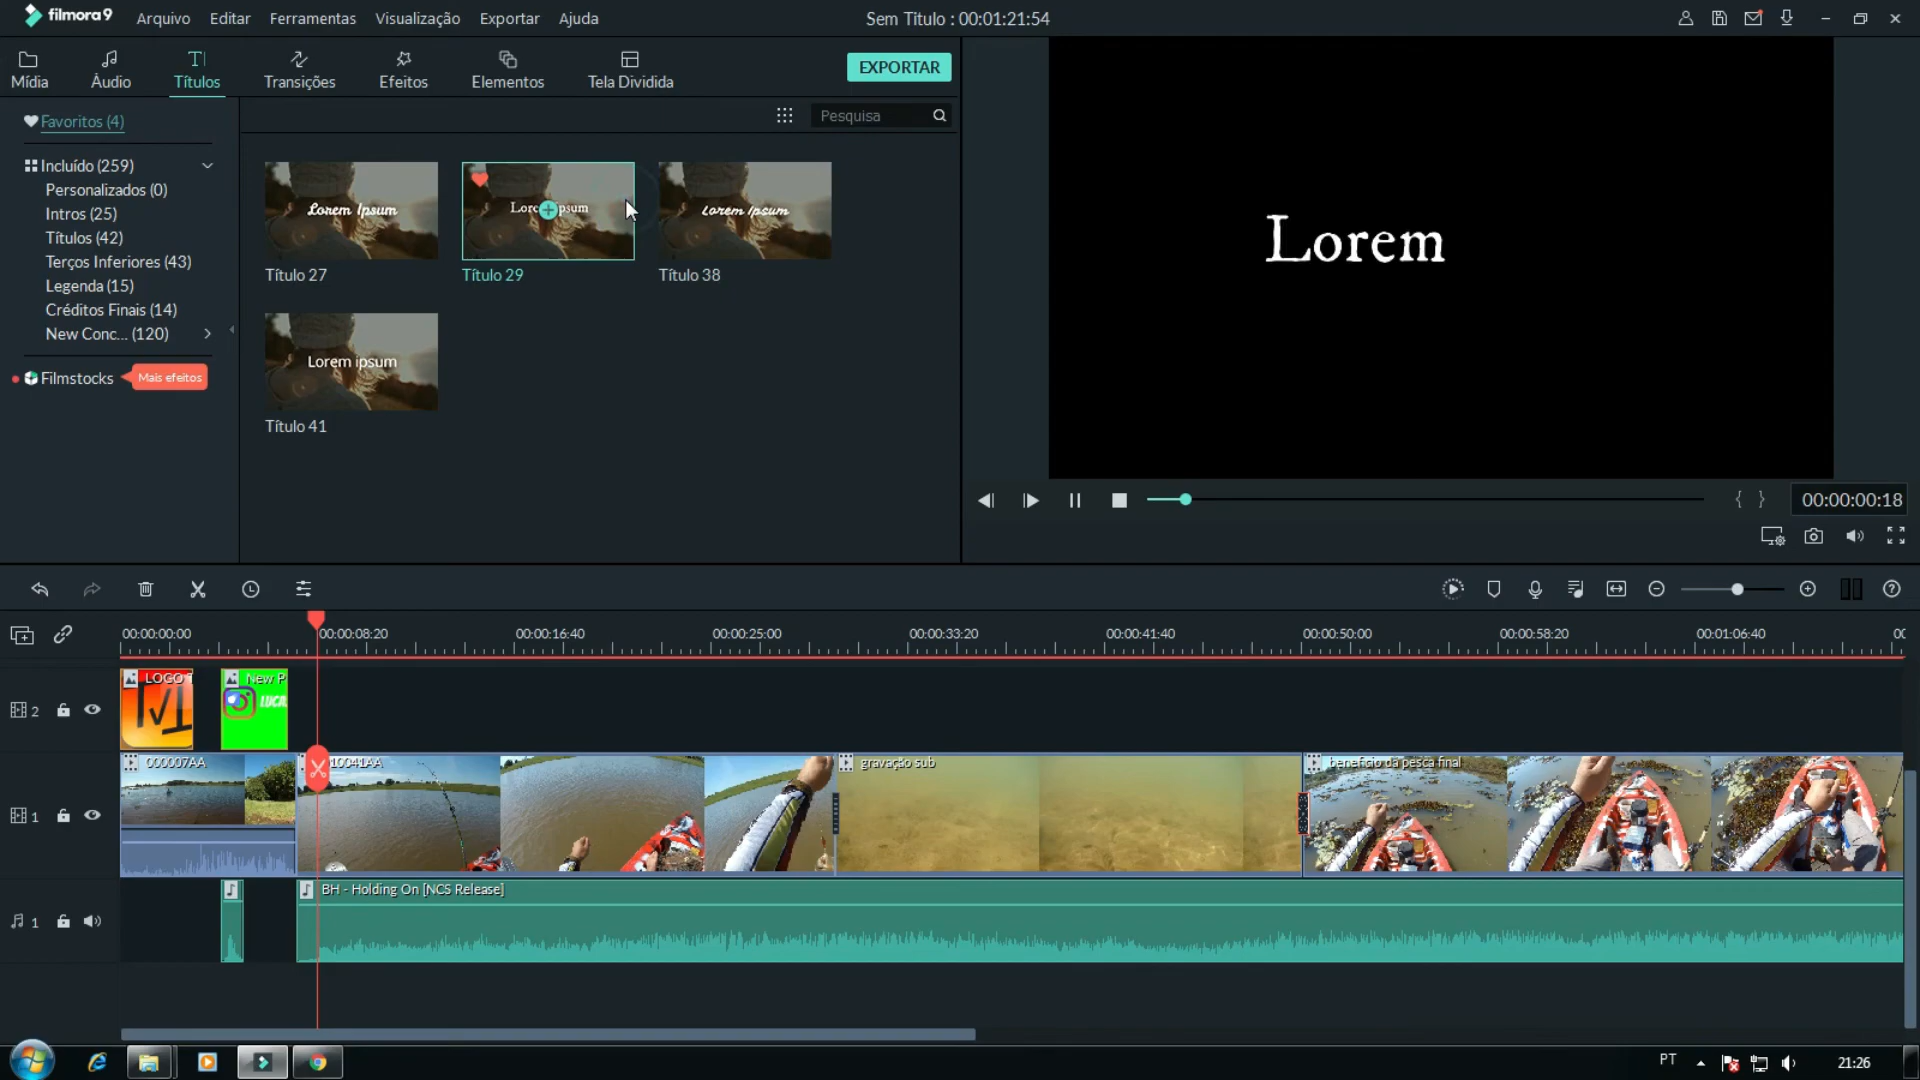 filmora9 Arquivo Editar Ferramentas Visualização Exportar Ajuda Sem Titulo : 00:01:21:54
Mídia Áudio Títulos Transições Efeitos Elementos Tela Dividida EXPORTAR
Favoritos (4)
Pesquisa
Incluído (259)
Personalizados (0)
Intros (25)
Títulos (42)
Terços Inferiores (43)
Legenda (15)
Créditos Finais (14)
New Conc... (120)
Filmstocks Mais efeitos
Lorem Ipsum
Título 27
Título 29
Lorem Ipsum
Título 38
Lorem ipsum
Título 41
Lorem
00:00:00:18
00:00:00:00 00:00:08:20 00:00:16:40 00:00:25:00 00:00:33:20 00:00:41:40 00:00:50:00 00:00:58:20 00:01:06:40
2 LOGO New P
1 000007AA 10041AA gravação sub beneficio da pesca final
1 BH - Holding On [NCS Release]
PT 21:26